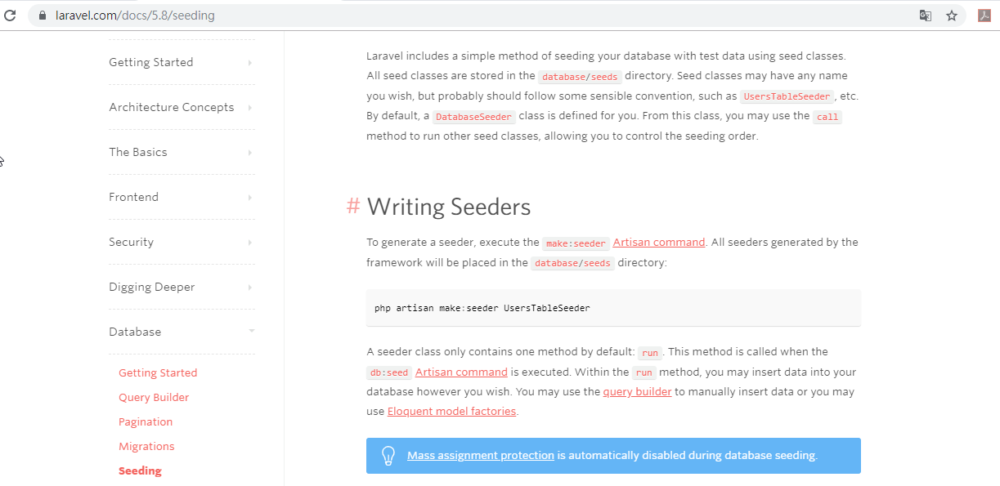 laravel.com/docs/5.8/seeding
Getting Started
Architecture Concepts
The Basics
Frontend
Security
Digging Deeper
Database
Getting Started
Query Builder
Pagination
Migrations
Seeding
Laravel includes a simple method of seeding your database with test data using seed classes.
All seed classes are stored in the database/seeds directory. Seed classes may have any name
you wish, but probably should follow some sensible convention, such as UsersTableSeeder, etc.
By default, a DatabaseSeeder class is defined for you. From this class, you may use the call
method to run other seed classes, allowing you to control the seeding order.
# Writing Seeders
To generate a seeder, execute the make:seeder Artisan command. All seeders generated by the
framework will be placed in the database/seeds directory:
php artisan make:seeder UsersTableSeeder
A seeder class only contains one method by default: run. This method is called when the
db:seed Artisan command is executed. Within the run method, you may insert data into your
database however you wish. You may use the query builder to manually insert data or you may
use Eloquent model factories.
Mass assignment protection is automatically disabled during database seeding.